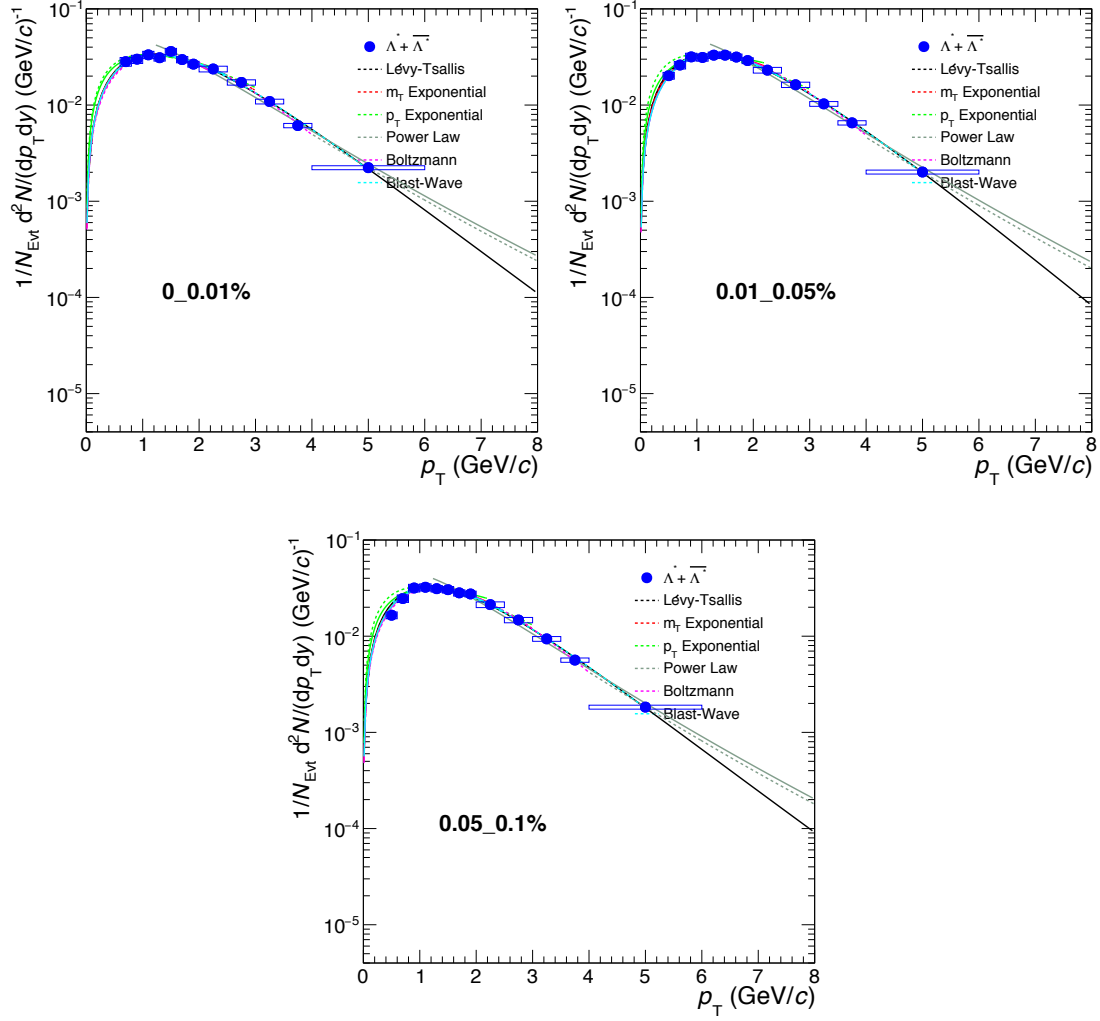 1/N_Evt d²N/(dp_T dy) (GeV/c)⁻¹
10⁻¹
10⁻²
10⁻³
10⁻⁴
10⁻⁵
Λ* + Λ̅*̅
Lévy-Tsallis
m_T Exponential
p_T Exponential
Power Law
Boltzmann
Blast-Wave
0_0.01%
0 1 2 3 4 5 6 7 8
p_T (GeV/c)
1/N_Evt d²N/(dp_T dy) (GeV/c)⁻¹
10⁻¹
10⁻²
10⁻³
10⁻⁴
10⁻⁵
Λ* + Λ̅*̅
Lévy-Tsallis
m_T Exponential
p_T Exponential
Power Law
Boltzmann
Blast-Wave
0.01_0.05%
0 1 2 3 4 5 6 7 8
p_T (GeV/c)
1/N_Evt d²N/(dp_T dy) (GeV/c)⁻¹
10⁻¹
10⁻²
10⁻³
10⁻⁴
10⁻⁵
Λ* + Λ̅*̅
Lévy-Tsallis
m_T Exponential
p_T Exponential
Power Law
Boltzmann
Blast-Wave
0.05_0.1%
0 1 2 3 4 5 6 7 8
p_T (GeV/c)